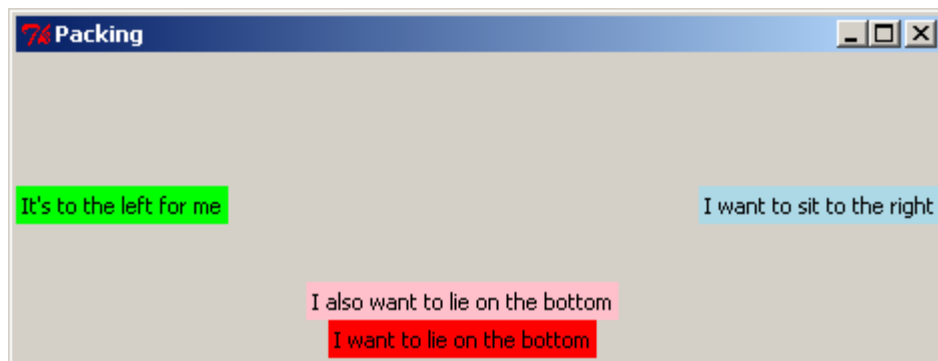 Packing
It's to the left for me
I want to sit to the right
I also want to lie on the bottom
I want to lie on the bottom